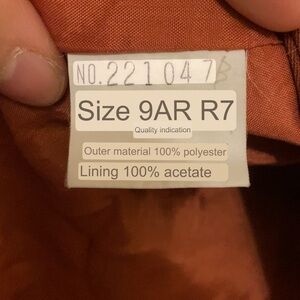 NO.221047
Size 9AR R7
Quality indication
Outer material 100% polyester
Lining 100% acetate